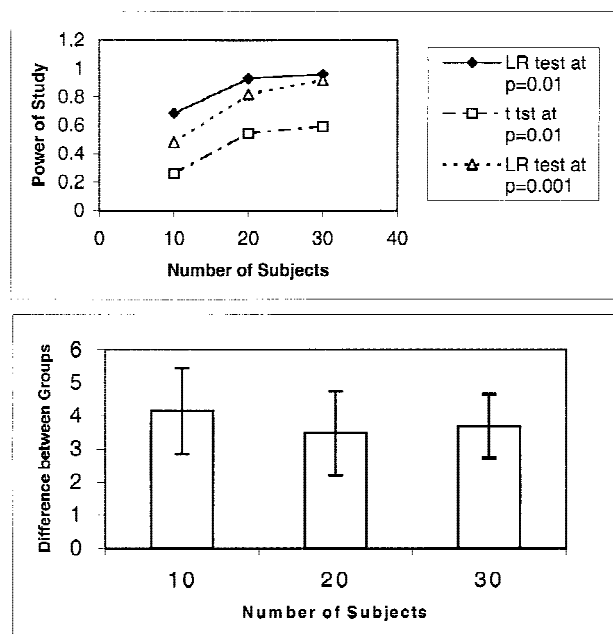 1.2
1
0.8
0.6
0.4
0.2
0
0 10 20 30 40
Power of Study
Number of Subjects
LR test at
p=0.01
t tst at
p=0.01
LR test at
p=0.001
6
5
4
3
2
1
0
10 20 30
Difference between Groups
Number of Subjects